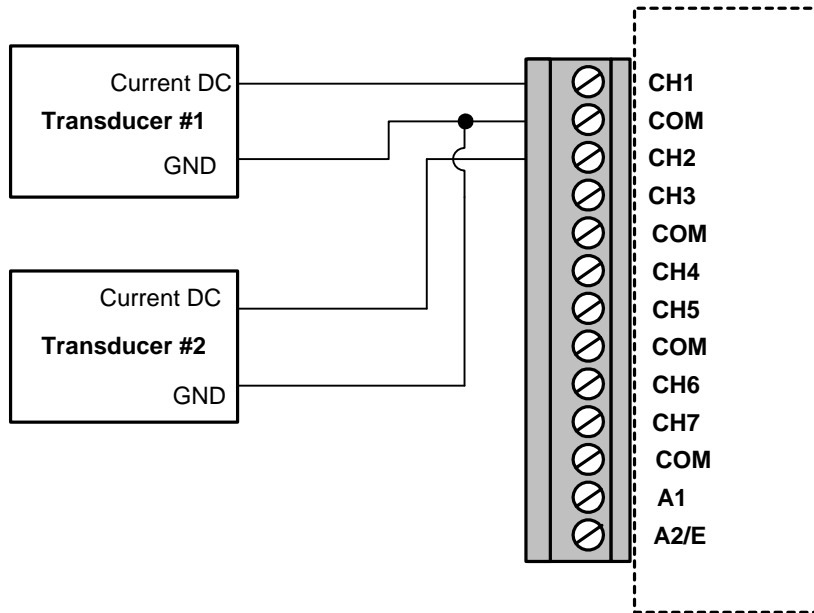 Current DC
Transducer #1
GND
Current DC
Transducer #2
GND
CH1
COM
CH2
CH3
COM
CH4
CH5
COM
CH6
CH7
COM
A1
A2/E